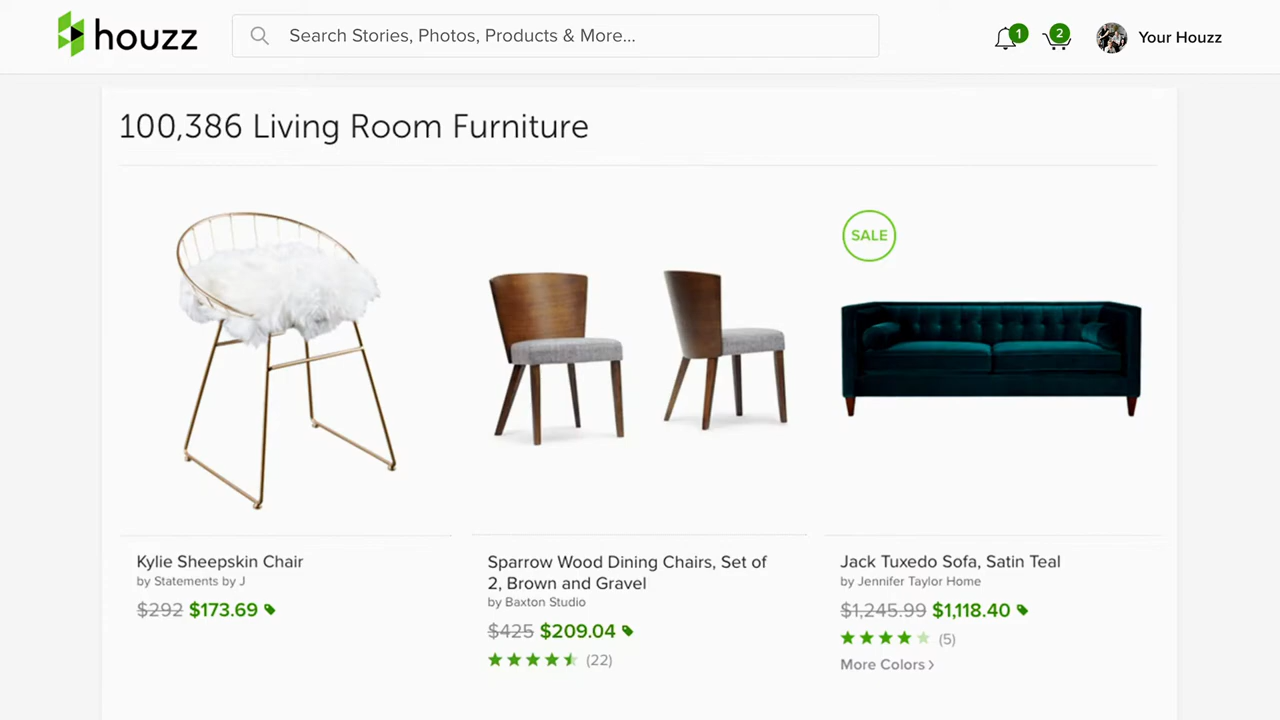 houzz
Search Stories, Photos, Products & More...
1
2
Your Houzz
100,386 Living Room Furniture
SALE
Kylie Sheepskin Chair
by Statements by J
$292 $173.69
Sparrow Wood Dining Chairs, Set of
2, Brown and Gravel
by Baxton Studio
$425 $209.04
(22)
Jack Tuxedo Sofa, Satin Teal
by Jennifer Taylor Home
$1,245.99 $1,118.40
(5)
More Colors ›